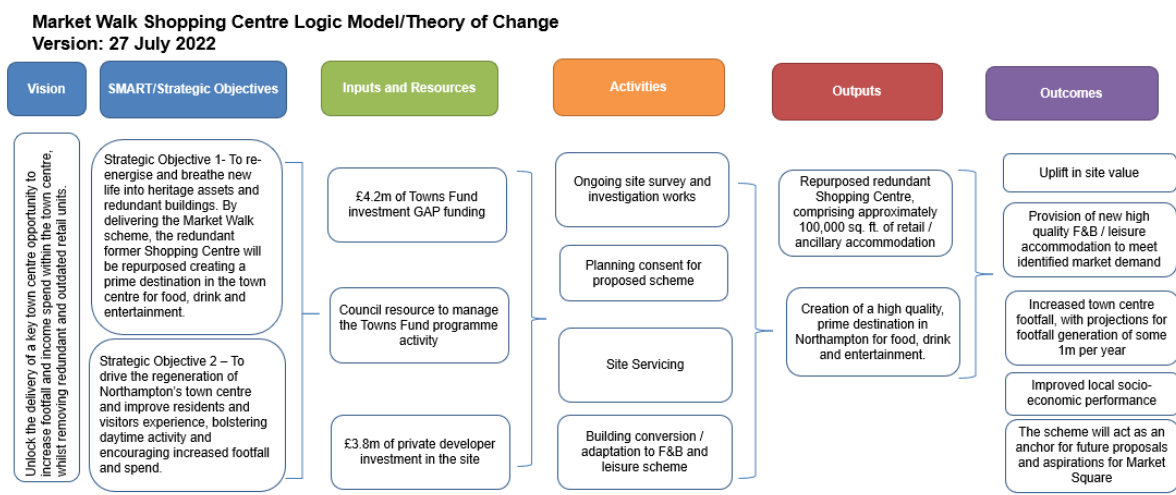 Market Walk Shopping Centre Logic Model/Theory of Change
Version: 27 July 2022
Vision
SMART/Strategic Objectives
Inputs and Resources
Activities
Outputs
Outcomes
Unlock the delivery of a key town centre opportunity to
increase footfall and income spend within the town centre,
whilst removing redundant and outdated retail units.
Strategic Objective 1- To re-
energise and breathe new
life into heritage assets and
redundant buildings. By
delivering the Market Walk
scheme, the redundant
former Shopping Centre will
be repurposed creating a
prime destination in the town
centre for food, drink and
entertainment.
Strategic Objective 2 – To
drive the regeneration of
Northampton's town centre
and improve residents and
visitors experience, bolstering
daytime activity and
encouraging increased footfall
and spend.
£4.2m of Towns Fund
investment GAP funding
Council resource to manage
the Towns Fund programme
activity
£3.8m of private developer
investment in the site
Ongoing site survey and
investigation works
Planning consent for
proposed scheme
Site Servicing
Building conversion /
adaptation to F&B and
leisure scheme
Repurposed redundant
Shopping Centre,
comprising approximately
100,000 sq. ft. of retail /
ancillary accommodation
Creation of a high quality,
prime destination in
Northampton for food, drink
and entertainment.
Uplift in site value
Provision of new high
quality F&B / leisure
accommodation to meet
identified market demand
Increased town centre
footfall, with projections for
footfall generation of some
1m per year
Improved local socio-
economic performance
The scheme will act as an
anchor for future proposals
and aspirations for Market
Square